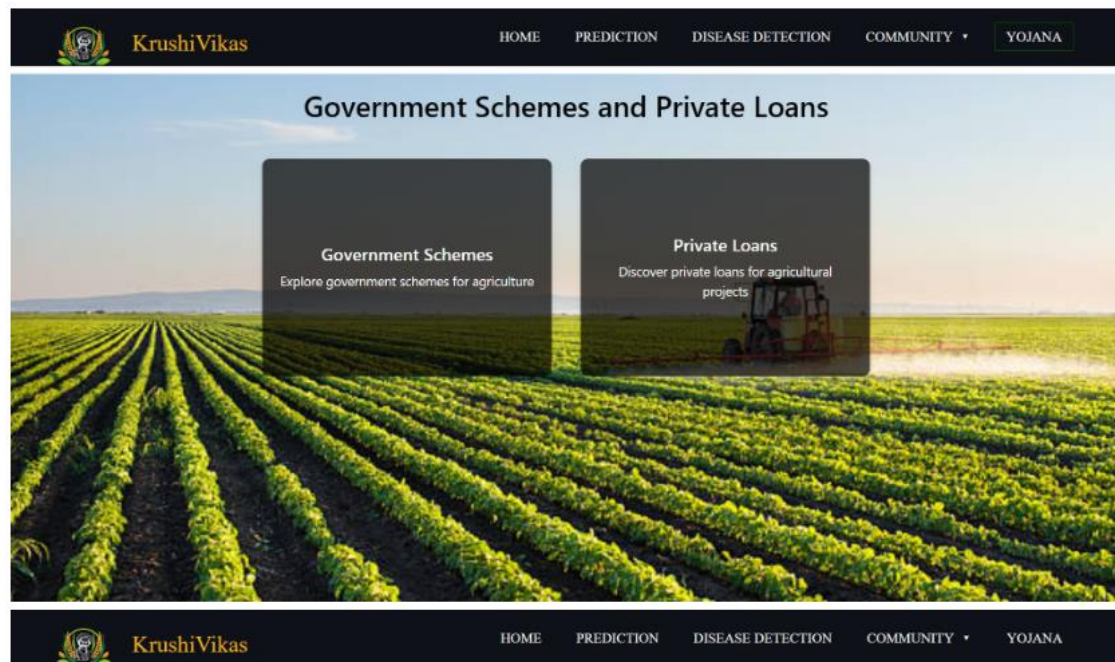 KrushiVikas HOME PREDICTION DISEASE DETECTION COMMUNITY ▾ YOJANA
Government Schemes and Private Loans
Government Schemes
Explore government schemes for agriculture
Private Loans
Discover private loans for agricultural
projects
KrushiVikas HOME PREDICTION DISEASE DETECTION COMMUNITY ▾ YOJANA